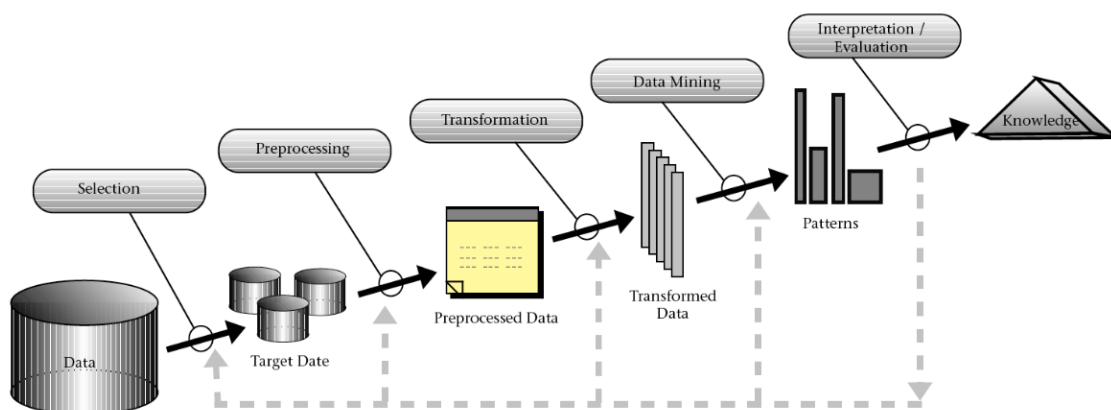 Interpretation /
Evaluation
Data Mining
Transformation
Preprocessing
Selection
Knowledge
Patterns
Transformed
Data
Preprocessed Data
Target Date
Data